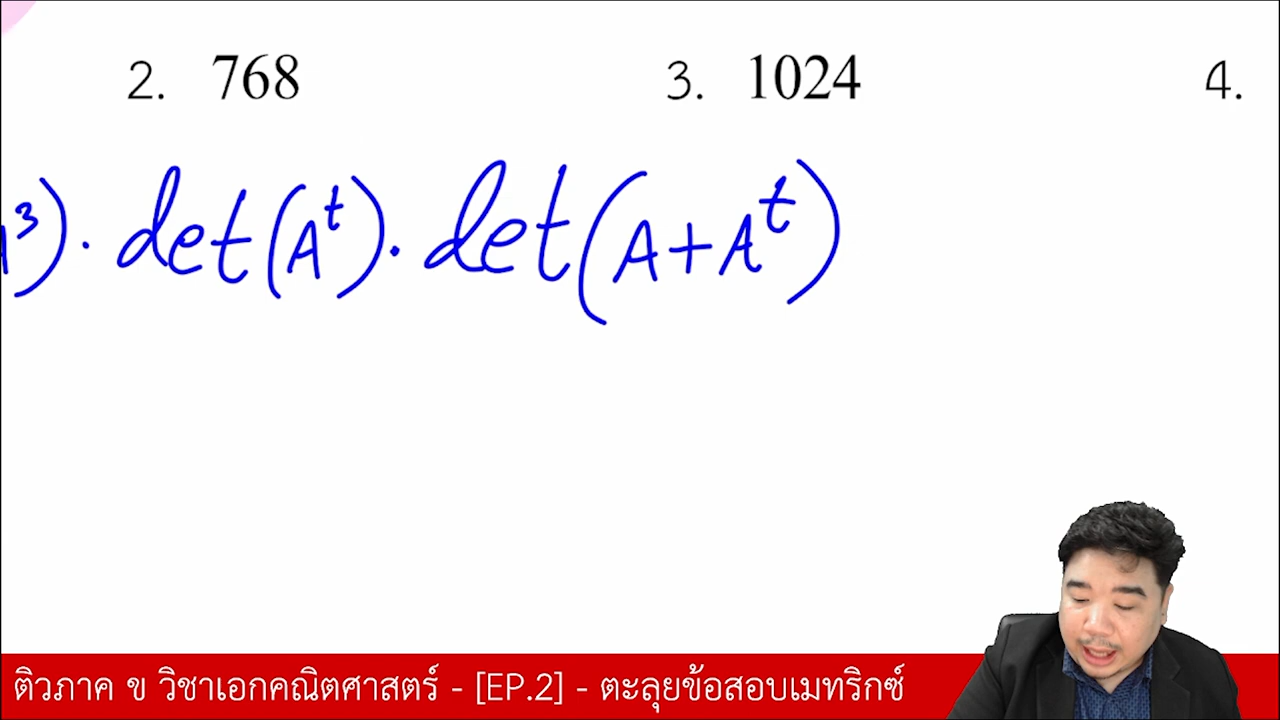 2. 768 3. 1024 4.
³) · det(Aᵗ) · det(A+Aᵗ)
ติวภาค ข วิชาเอกคณิตศาสตร์ - [EP.2] - ตะลุยข้อสอบเมทริกซ์